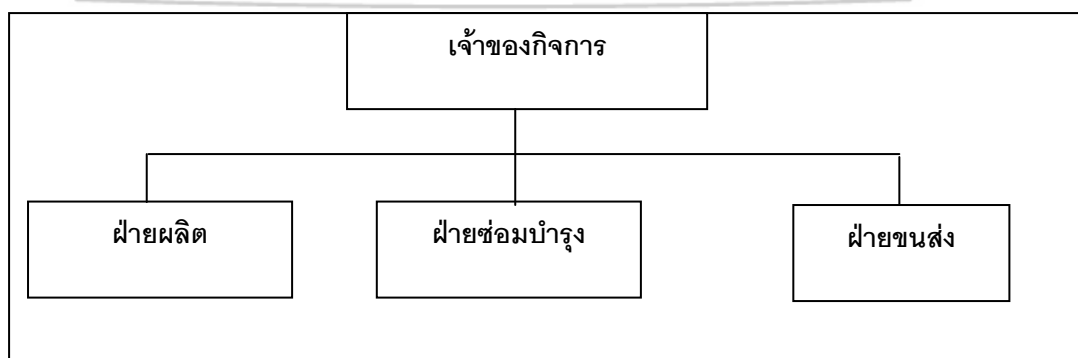 เจ้าของกิจการ
ฝ่ายผลิต
ฝ่ายซ่อมบำรุง
ฝ่ายขนส่ง